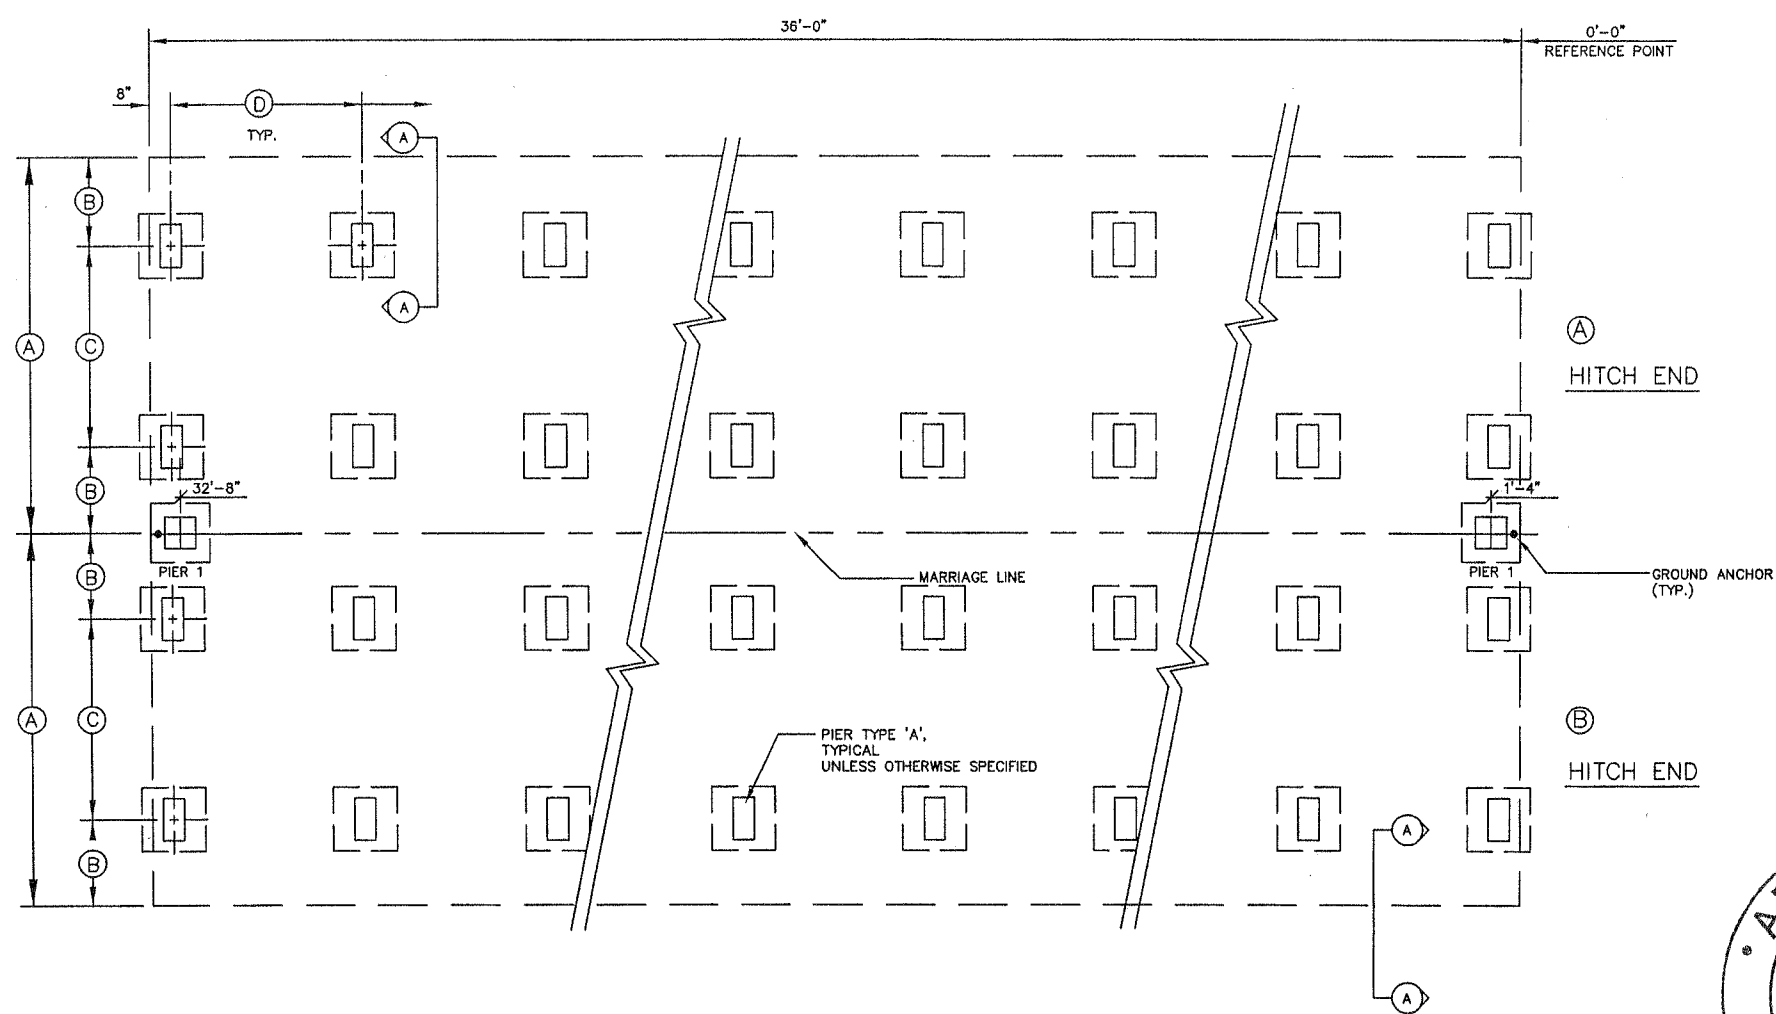 36'-0"
0'-0"
REFERENCE POINT
8"
D
TYP.
A
A
B
C
A
B
A
HITCH END
32'-8"
1'-4"
PIER 1
PIER 1
MARRIAGE LINE
GROUND ANCHOR
(TYP.)
B
C
A
B
PIER TYPE 'A',
TYPICAL
UNLESS OTHERWISE SPECIFIED
B
HITCH END
A
A